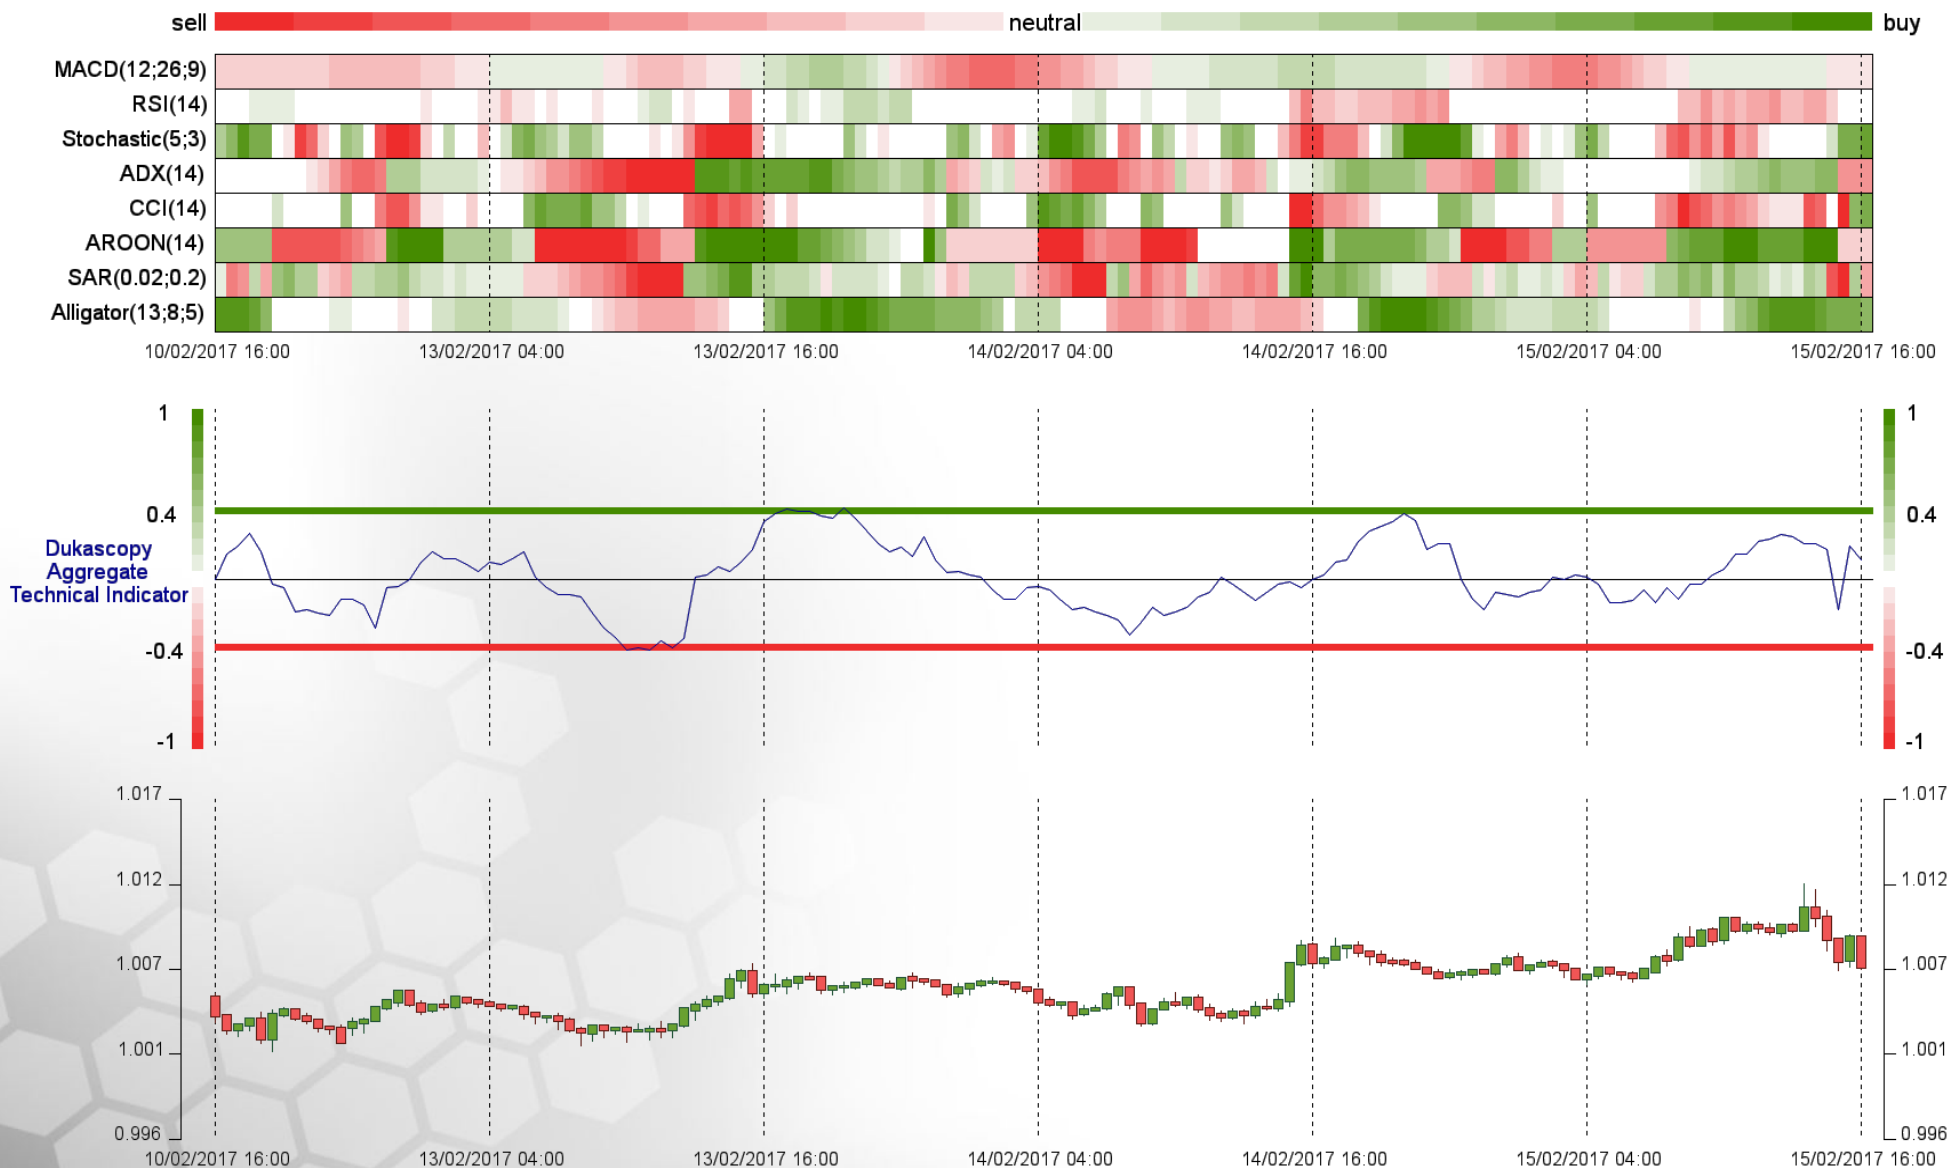 sell neutral buy
MACD(12;26;9)
RSI(14)
Stochastic(5;3)
ADX(14)
CCI(14)
AROON(14)
SAR(0.02;0.2)
Alligator(13;8;5)
10/02/2017 16:00 13/02/2017 04:00 13/02/2017 16:00 14/02/2017 04:00 14/02/2017 16:00 15/02/2017 04:00 15/02/2017 16:00
1 1
0.4 0.4
Dukascopy
Aggregate
Technical Indicator
-0.4 -0.4
-1 -1
1.017 1.017
1.012 1.012
1.007 1.007
1.001 1.001
0.996 0.996
10/02/2017 16:00 13/02/2017 04:00 13/02/2017 16:00 14/02/2017 04:00 14/02/2017 16:00 15/02/2017 04:00 15/02/2017 16:00